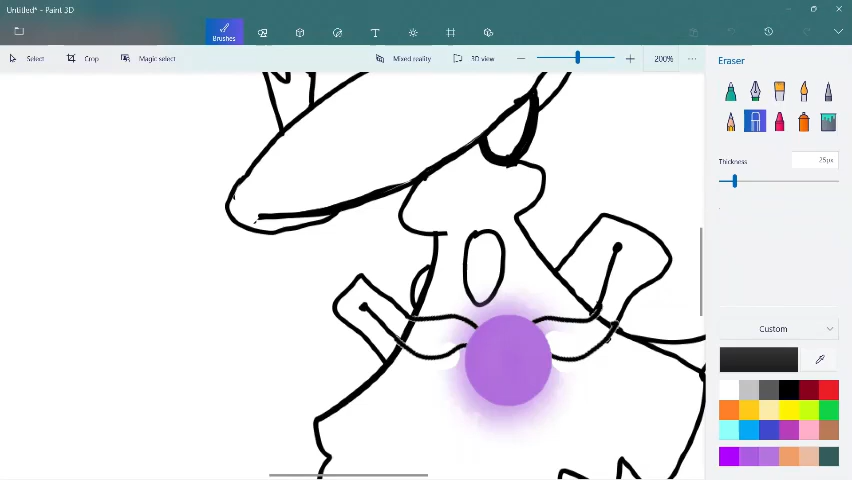 Untitled* - Paint 3D
Brushes
Select
Crop
Magic select
Mixed reality
3D view
200%
Eraser
Thickness
25px
Custom